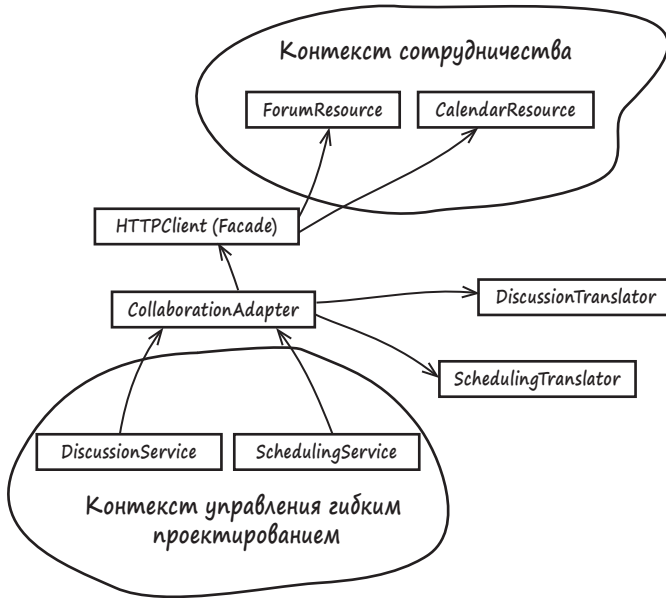 Контекст сотрудничества
ForumResource
CalendarResource
HTTPClient (Facade)
CollaborationAdapter
DiscussionTranslator
SchedulingTranslator
DiscussionService
SchedulingService
Контекст управления гибким
проектированием